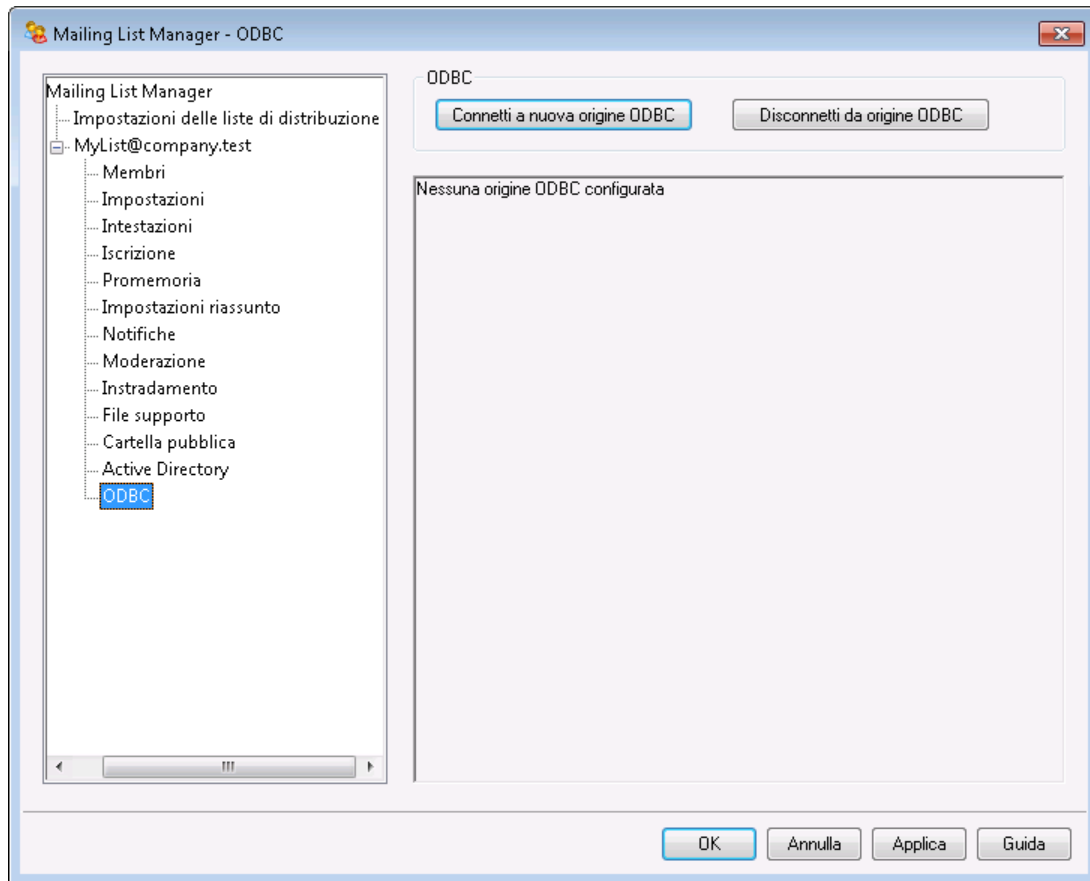 Mailing List Manager - ODBC
Mailing List Manager
Impostazioni delle liste di distribuzione
MyList@company.test
Membri
Impostazioni
Intestazioni
Iscrizione
Promemoria
Impostazioni riassunto
Notifiche
Moderazione
Instradamento
File supporto
Cartella pubblica
Active Directory
ODBC
ODBC
Connetti a nuova origine ODBC
Disconnetti da origine ODBC
Nessuna origine ODBC configurata
OK
Annulla
Applica
Guida